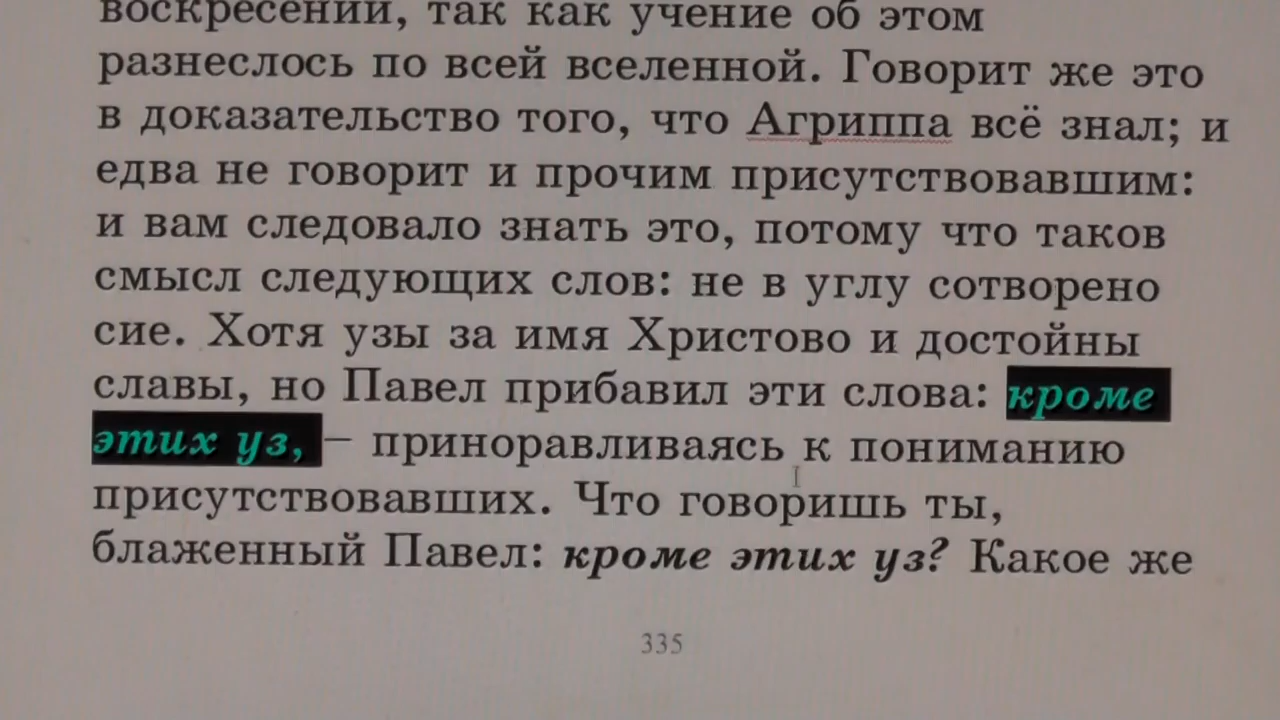 воскресении, так как учение об этом
разнеслось по всей вселенной. Говорит же это
в доказательство того, что Агриппа всё знал; и
едва не говорит и прочим присутствовавшим:
и вам следовало знать это, потому что таков
смысл следующих слов: не в углу сотворено
сие. Хотя узы за имя Христово и достойны
славы, но Павел прибавил эти слова: кроме
этих уз, — приноравливаясь к пониманию
присутствовавших. Что говоришь ты,
блаженный Павел: кроме этих уз? Какое же
335